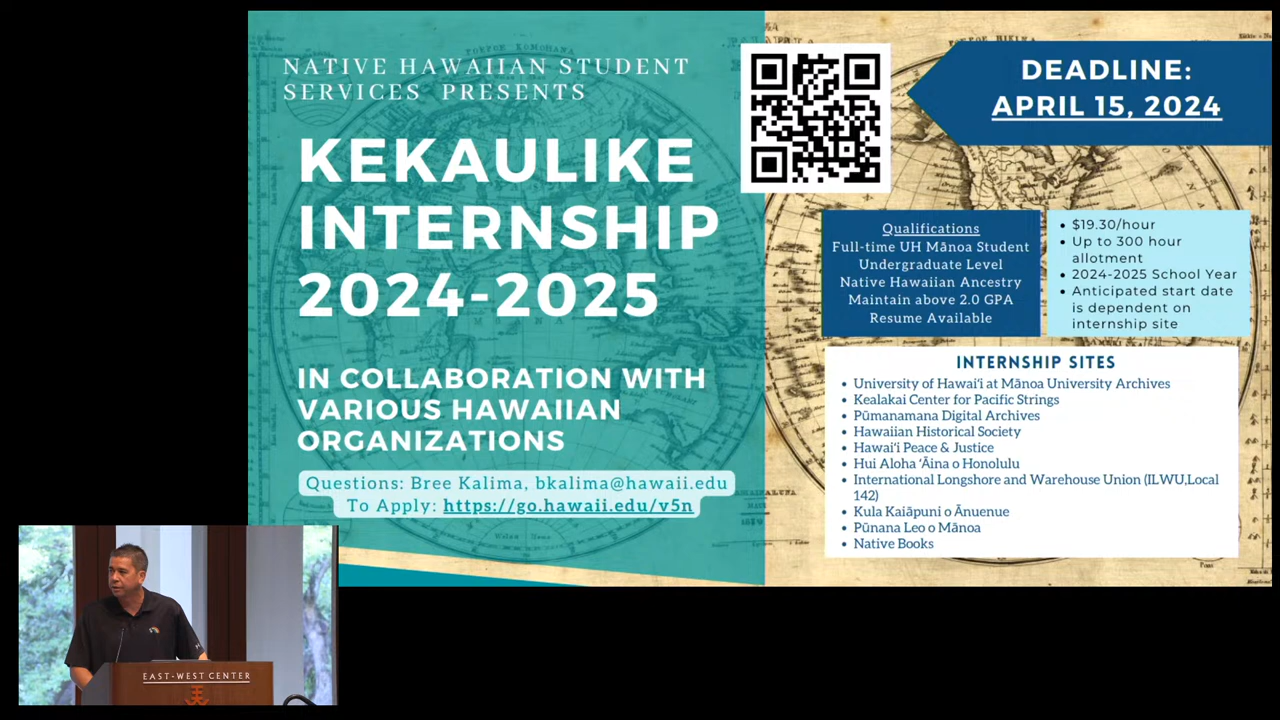 NATIVE HAWAIIAN STUDENT
SERVICES PRESENTS
KEKAULIKE
INTERNSHIP
2024-2025
IN COLLABORATION WITH
VARIOUS HAWAIIAN
ORGANIZATIONS
Questions: Bree Kalima, bkalima@hawaii.edu
To Apply: https://go.hawaii.edu/v5n
DEADLINE:
APRIL 15, 2024
Qualifications
Full-time UH Mānoa Student
Undergraduate Level
Native Hawaiian Ancestry
Maintain above 2.0 GPA
Resume Available
• $19.30/hour
• Up to 300 hour
allotment
• 2024-2025 School Year
• Anticipated start date
is dependent on
internship site
INTERNSHIP SITES
• University of Hawaiʻi at Mānoa University Archives
• Kealakai Center for Pacific Strings
• Pūmanamana Digital Archives
• Hawaiian Historical Society
• Hawaiʻi Peace & Justice
• Hui Aloha ʻĀina o Honolulu
• International Longshore and Warehouse Union (ILWU,Local
142)
• Kula Kaiāpuni o Ānuenue
• Pūnana Leo o Mānoa
• Native Books
EAST-WEST CENTER